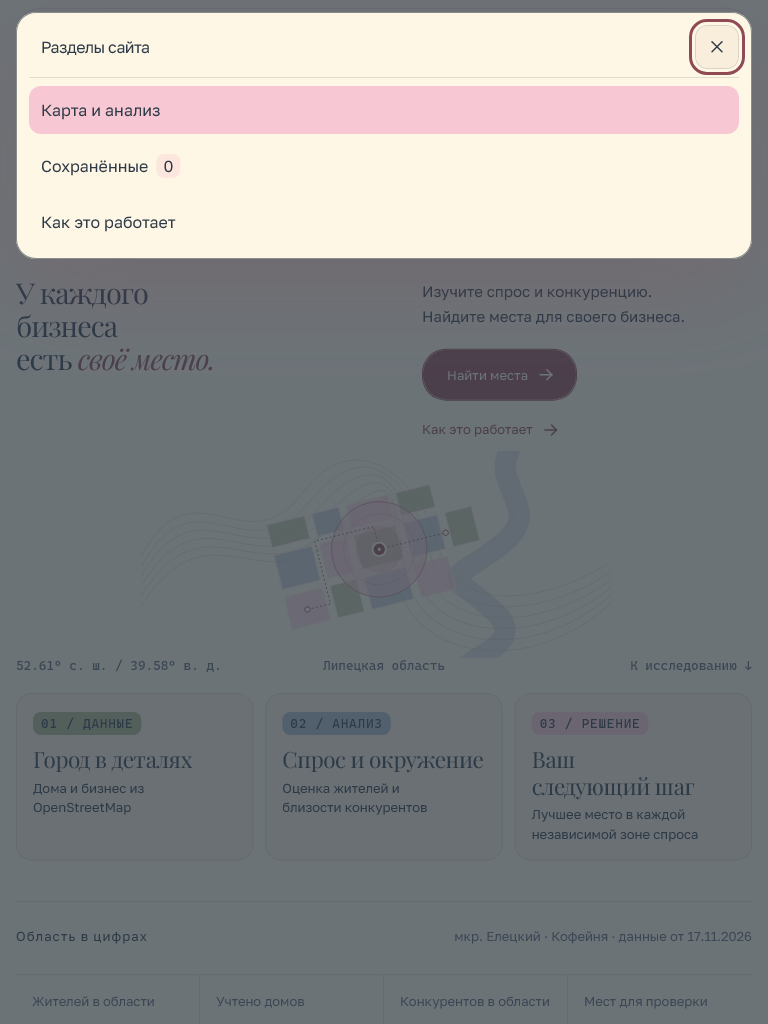 Разделы сайта
Карта и анализ
Сохранённые 0
Как это работает
У каждого
бизнеса
есть своё место.
Изучите спрос и конкуренцию.
Найдите места для своего бизнеса.
Найти места →
Как это работает →
52.61° с. ш. / 39.58° в. д.
Липецкая область
К исследованию ↓
01 / ДАННЫЕ
Город в деталях
Дома и бизнес из
OpenStreetMap
02 / АНАЛИЗ
Спрос и окружение
Оценка жителей и
близости конкурентов
03 / РЕШЕНИЕ
Ваш
следующий шаг
Лучшее место в каждой
независимой зоне спроса
Область в цифрах
мкр. Елецкий · Кофейня · данные от 17.11.2026
Жителей в области
Учтено домов
Конкурентов в области
Мест для проверки